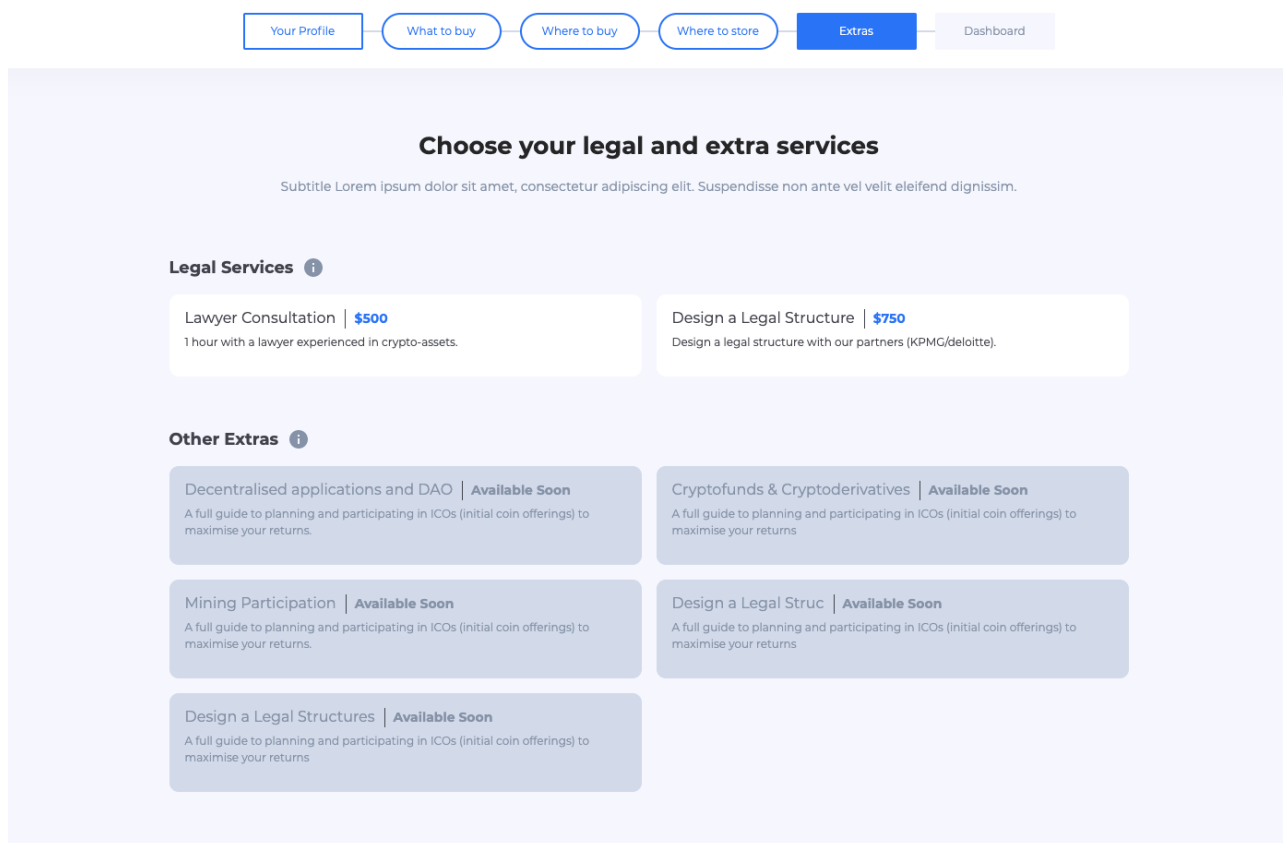 Your Profile
What to buy
Where to buy
Where to store
Extras
Dashboard
Choose your legal and extra services
Subtitle Lorem ipsum dolor sit amet, consectetur adipiscing elit. Suspendisse non ante vel velit eleifend dignissim.
Legal Services
Lawyer Consultation | $500
1 hour with a lawyer experienced in crypto-assets.
Design a Legal Structure | $750
Design a legal structure with our partners (KPMG/deloitte).
Other Extras
Decentralised applications and DAO | Available Soon
A full guide to planning and participating in ICOs (initial coin offerings) to
maximise your returns.
Cryptofunds & Cryptoderivatives | Available Soon
A full guide to planning and participating in ICOs (initial coin offerings) to
maximise your returns
Mining Participation | Available Soon
A full guide to planning and participating in ICOs (initial coin offerings) to
maximise your returns.
Design a Legal Struc | Available Soon
A full guide to planning and participating in ICOs (initial coin offerings) to
maximise your returns
Design a Legal Structures | Available Soon
A full guide to planning and participating in ICOs (initial coin offerings) to
maximise your returns